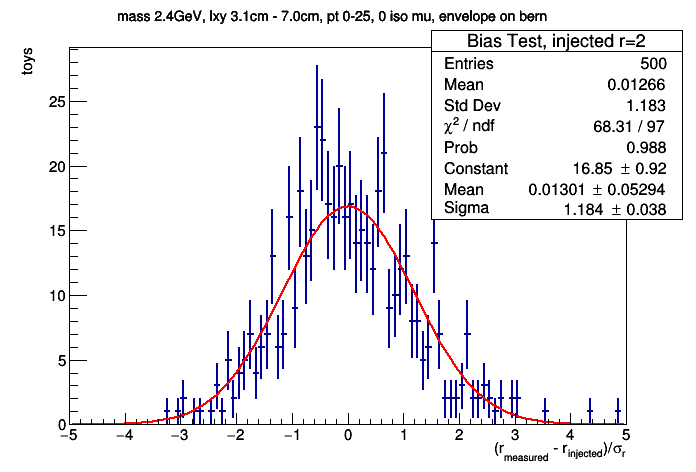 mass 2.4GeV, lxy 3.1cm - 7.0cm, pt 0-25, 0 iso mu, envelope on bern
Bias Test, injected r=2
Entries 500
Mean 0.01266
Std Dev 1.183
χ² / ndf 68.31 / 97
Prob 0.988
Constant 16.85 ± 0.92
Mean 0.01301 ± 0.05294
Sigma 1.184 ± 0.038
toys
25
20
15
10
5
0
−5 −4 −3 −2 −1 0 1 2 3 4 5
(r_measured - r_injected)/σ_r